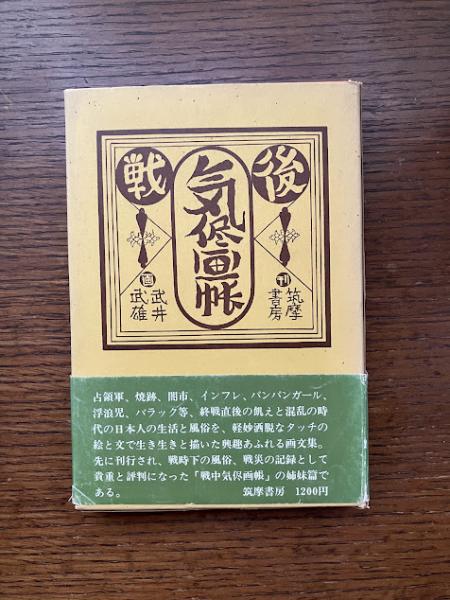 戦後
気侭画帳
画 武井武雄
刊 筑摩書房
占領軍、焼跡、闇市、インフレ、パンパンガール、
浮浪児、バラック等、終戦直後の飢えと混乱の時
代の日本人の生活と風俗を、軽妙洒脱なタッチの
絵と文で生き生きと描いた興趣あふれる画文集。
先に刊行され、戦時下の風俗、戦災の記録として
貴重と評判になった「戦中気侭画帳」の姉妹篇で
ある。 筑摩書房 1200円